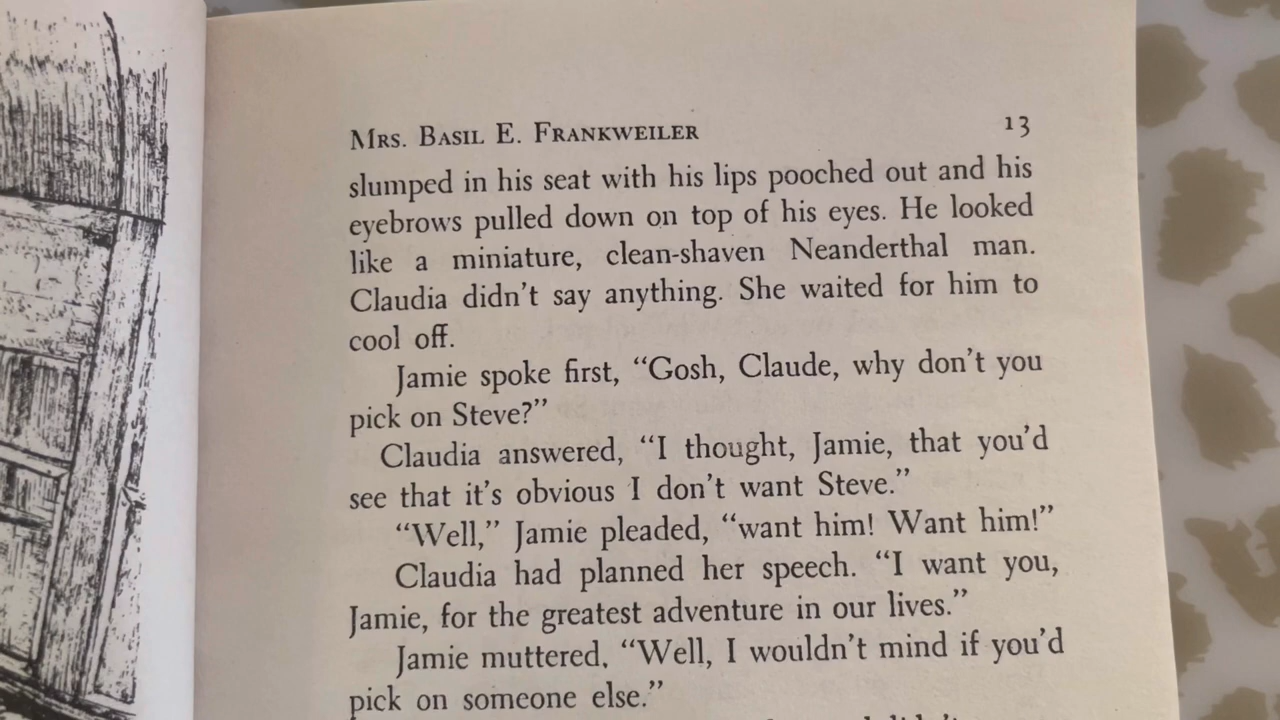 MRS. BASIL E. FRANKWEILER 13
slumped in his seat with his lips pooched out and his
eyebrows pulled down on top of his eyes. He looked
like a miniature, clean-shaven Neanderthal man.
Claudia didn't say anything. She waited for him to
cool off.
Jamie spoke first, “Gosh, Claude, why don't you
pick on Steve?”
Claudia answered, “I thought, Jamie, that you'd
see that it's obvious I don't want Steve.”
“Well,” Jamie pleaded, “want him! Want him!”
Claudia had planned her speech. “I want you,
Jamie, for the greatest adventure in our lives.”
Jamie muttered, “Well, I wouldn't mind if you'd
pick on someone else.”